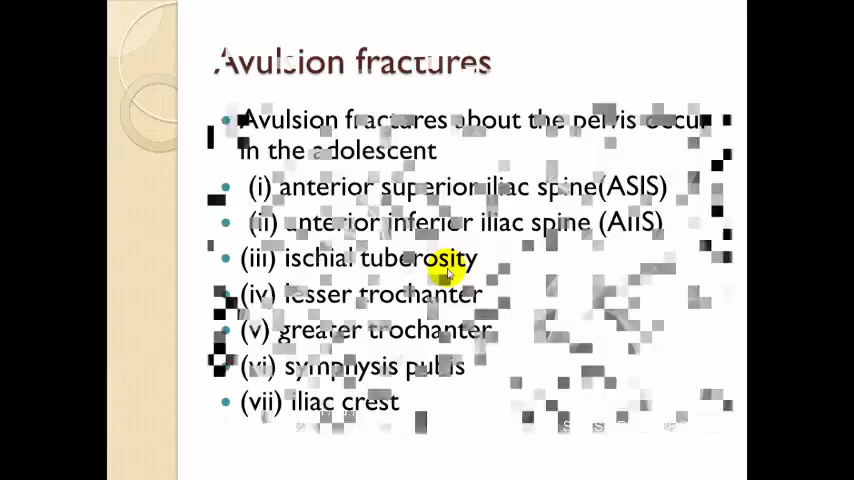 Avulsion fractures
Avulsion fractures about the pelvis occur
in the adolescent
(i) anterior superior iliac spine(ASIS)
(ii) anterior inferior iliac spine (AIIS)
(iii) ischial tuberosity
(iv) lesser trochanter
(v) greater trochanter
(vi) symphysis pubis
(vii) iliac crest